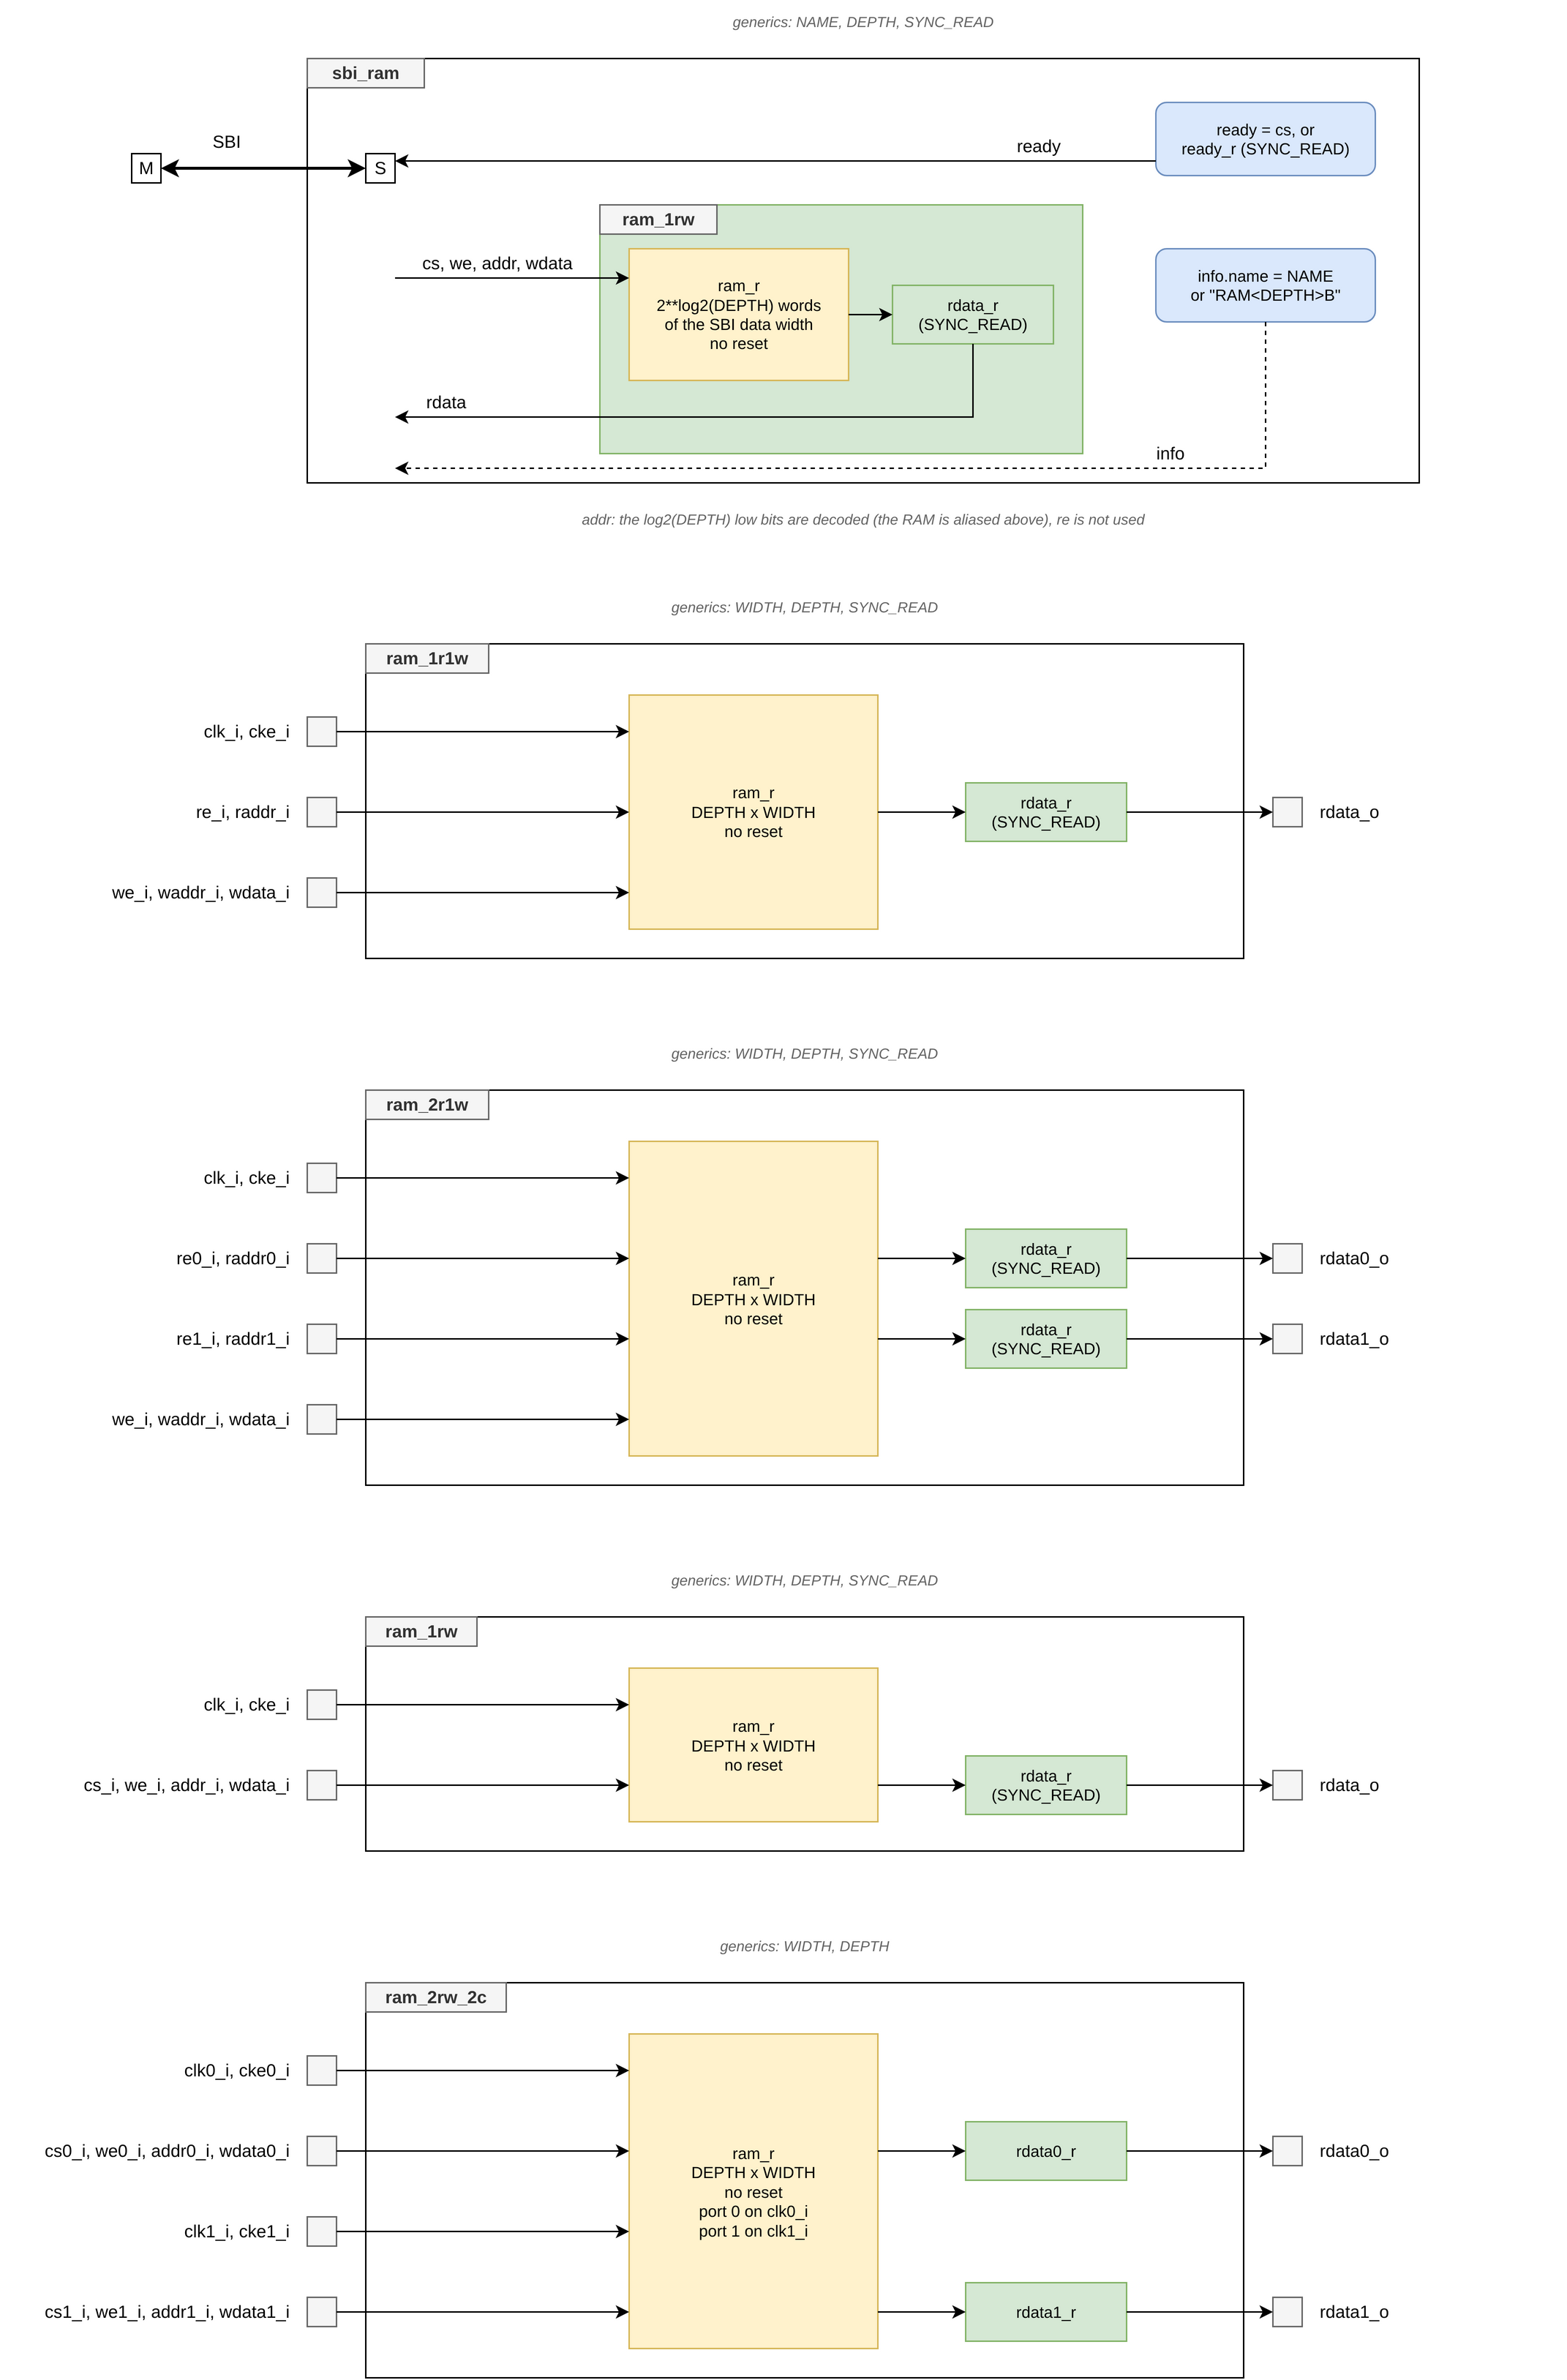 generics: NAME, DEPTH, SYNC_READ
sbi_ram
ready = cs, or
ready_r (SYNC_READ)
SBI
ready
M
S
ram_1rw
cs, we, addr, wdata
ram_r
2**log2(DEPTH) words
of the SBI data width
no reset
rdata_r
(SYNC_READ)
info.name = NAME
or "RAM<DEPTH>B"
rdata
info
addr: the log2(DEPTH) low bits are decoded (the RAM is aliased above), re is not used
generics: WIDTH, DEPTH, SYNC_READ
ram_1r1w
clk_i, cke_i
re_i, raddr_i
we_i, waddr_i, wdata_i
ram_r
DEPTH x WIDTH
no reset
rdata_r
(SYNC_READ)
rdata_o
generics: WIDTH, DEPTH, SYNC_READ
ram_2r1w
clk_i, cke_i
re0_i, raddr0_i
re1_i, raddr1_i
we_i, waddr_i, wdata_i
ram_r
DEPTH x WIDTH
no reset
rdata_r
(SYNC_READ)
rdata0_o
rdata_r
(SYNC_READ)
rdata1_o
generics: WIDTH, DEPTH, SYNC_READ
ram_1rw
clk_i, cke_i
cs_i, we_i, addr_i, wdata_i
ram_r
DEPTH x WIDTH
no reset
rdata_r
(SYNC_READ)
rdata_o
generics: WIDTH, DEPTH
ram_2rw_2c
clk0_i, cke0_i
cs0_i, we0_i, addr0_i, wdata0_i
clk1_i, cke1_i
cs1_i, we1_i, addr1_i, wdata1_i
ram_r
DEPTH x WIDTH
no reset
port 0 on clk0_i
port 1 on clk1_i
rdata0_r
rdata0_o
rdata1_r
rdata1_o